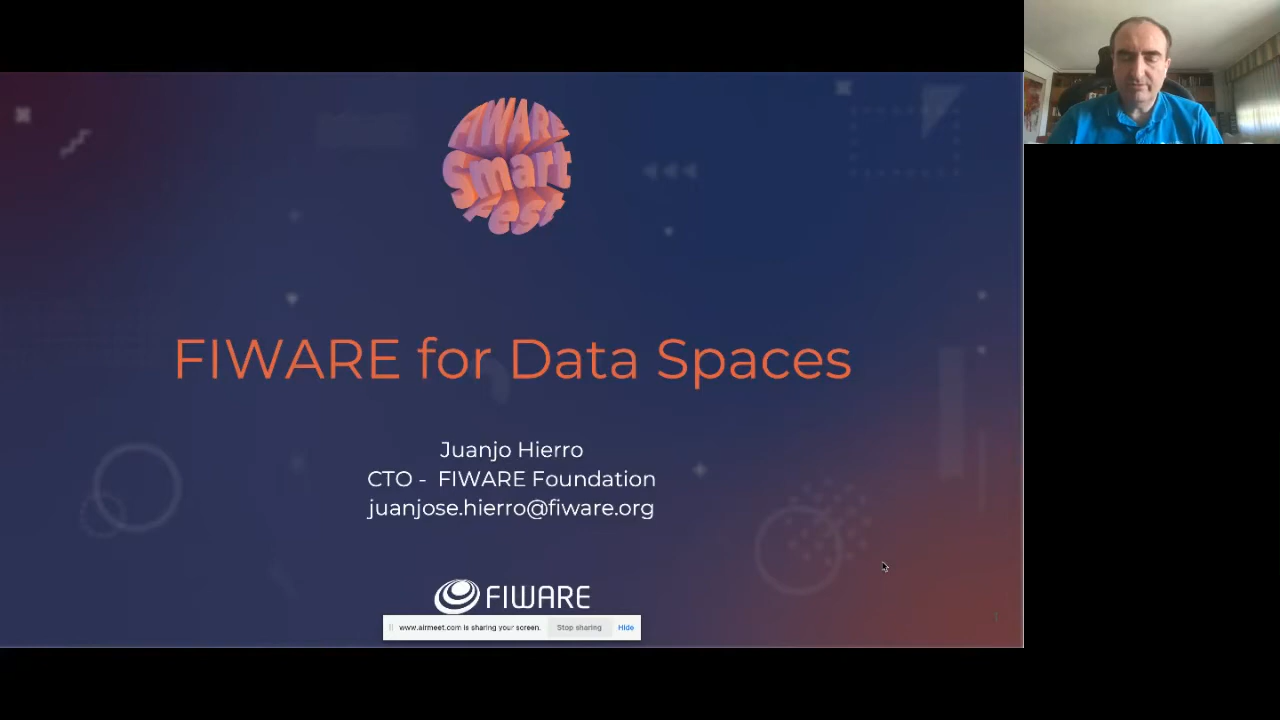 FIWARE
Smart
Fest
FIWARE for Data Spaces
Juanjo Hierro
CTO - FIWARE Foundation
juanjose.hierro@fiware.org
FIWARE
www.airmeet.com is sharing your screen. Stop sharing Hide